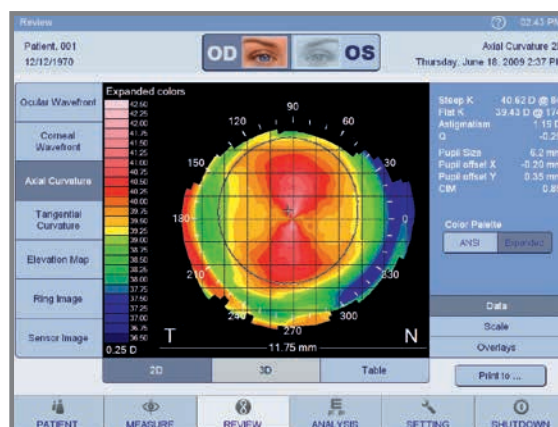 Review
02:43 PM
Patient, 001
12/12/1970
OD
OS
Axial Curvature 2
Thursday, June 18, 2009 2:37 P
Ocular Wavefront
Corneal
Wavefront
Axial Curvature
Tangential
Curvature
Elevation Map
Ring Image
Sensor Image
Expanded colors
42.50
42.25
42.00
41.75
41.50
41.25
41.00
40.75
40.50
40.25
40.00
39.75
39.50
39.25
39.00
38.75
38.50
38.25
38.00
37.75
37.50
37.25
37.00
36.75
36.50
0.25 D
90
120
60
150
30
180
0
210
330
240
300
270
T
N
11.75 mm
2D
3D
Table
Steep K 40.62 D @
Flat K 39.43 D @ 174
Astigmatism 1.19 D
Q
Pupil Size 6.2 mm
Pupil offset X -0.20 mm
Pupil offset Y 0.35 mm
CIM
Color Palette
ANSI
Expanded
Data
Scale
Overlays
Print to ...
PATIENT
MEASURE
REVIEW
ANALYSIS
SETTING
SHUTDOWN